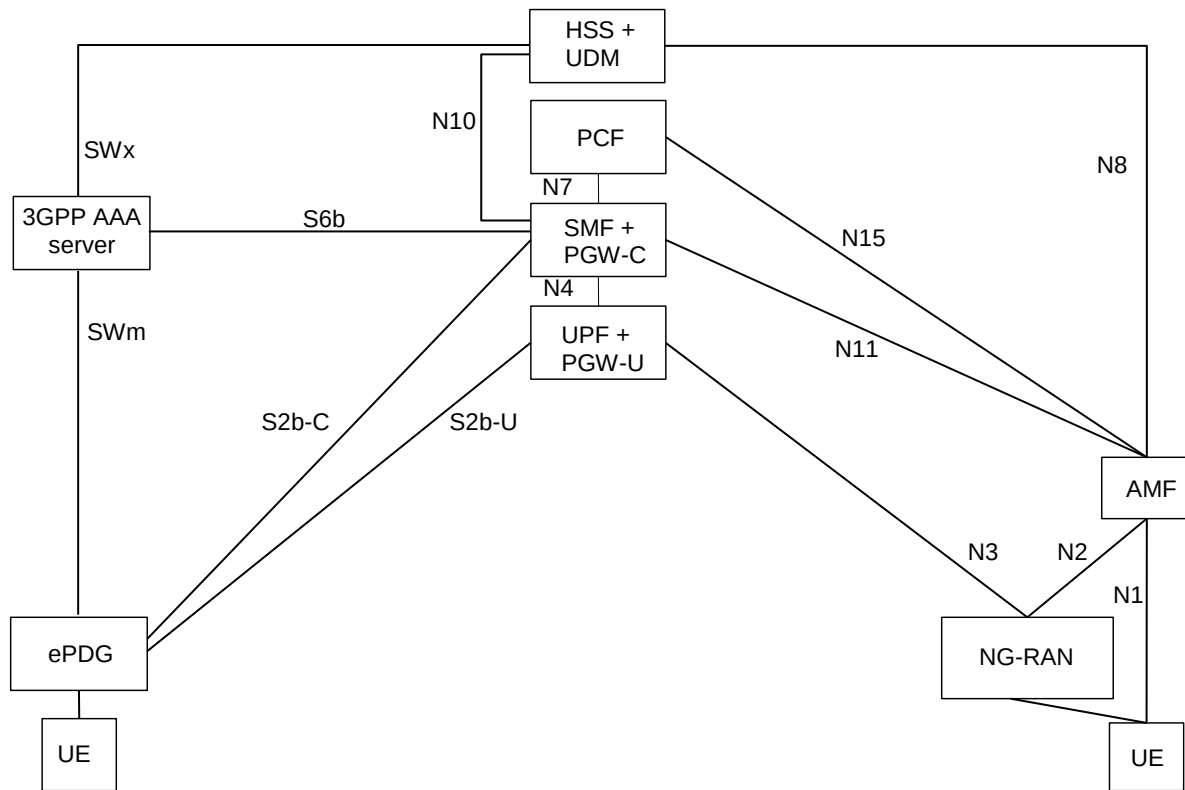 HSS +
UDM
N10
PCF
SWx
N8
N7
3GPP AAA
server
S6b
SMF +
PGW-C
N15
N4
SWm
UPF +
PGW-U
N11
S2b-C
S2b-U
AMF
N3
N2
N1
ePDG
NG-RAN
UE
UE